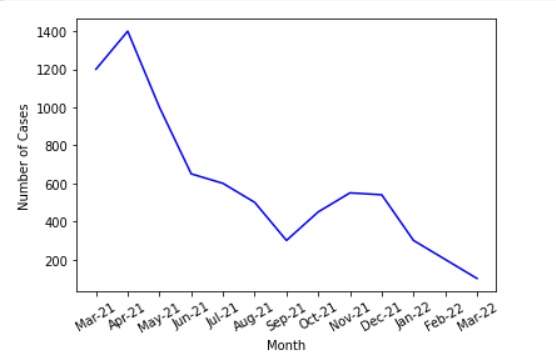 1400
1200
1000
800
600
400
200
Number of Cases
Mar-21 Apr-21 May-21 Jun-21 Jul-21 Aug-21 Sep-21 Oct-21 Nov-21 Dec-21 Jan-22 Feb-22 Mar-22
Month